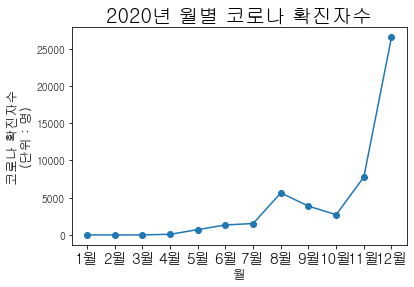 2020년 월별 코로나 확진자수
코로나 확진자수
(단위 : 명)
25000
20000
15000
10000
5000
0
1월 2월 3월 4월 5월 6월 7월 8월 9월 10월 11월 12월
월